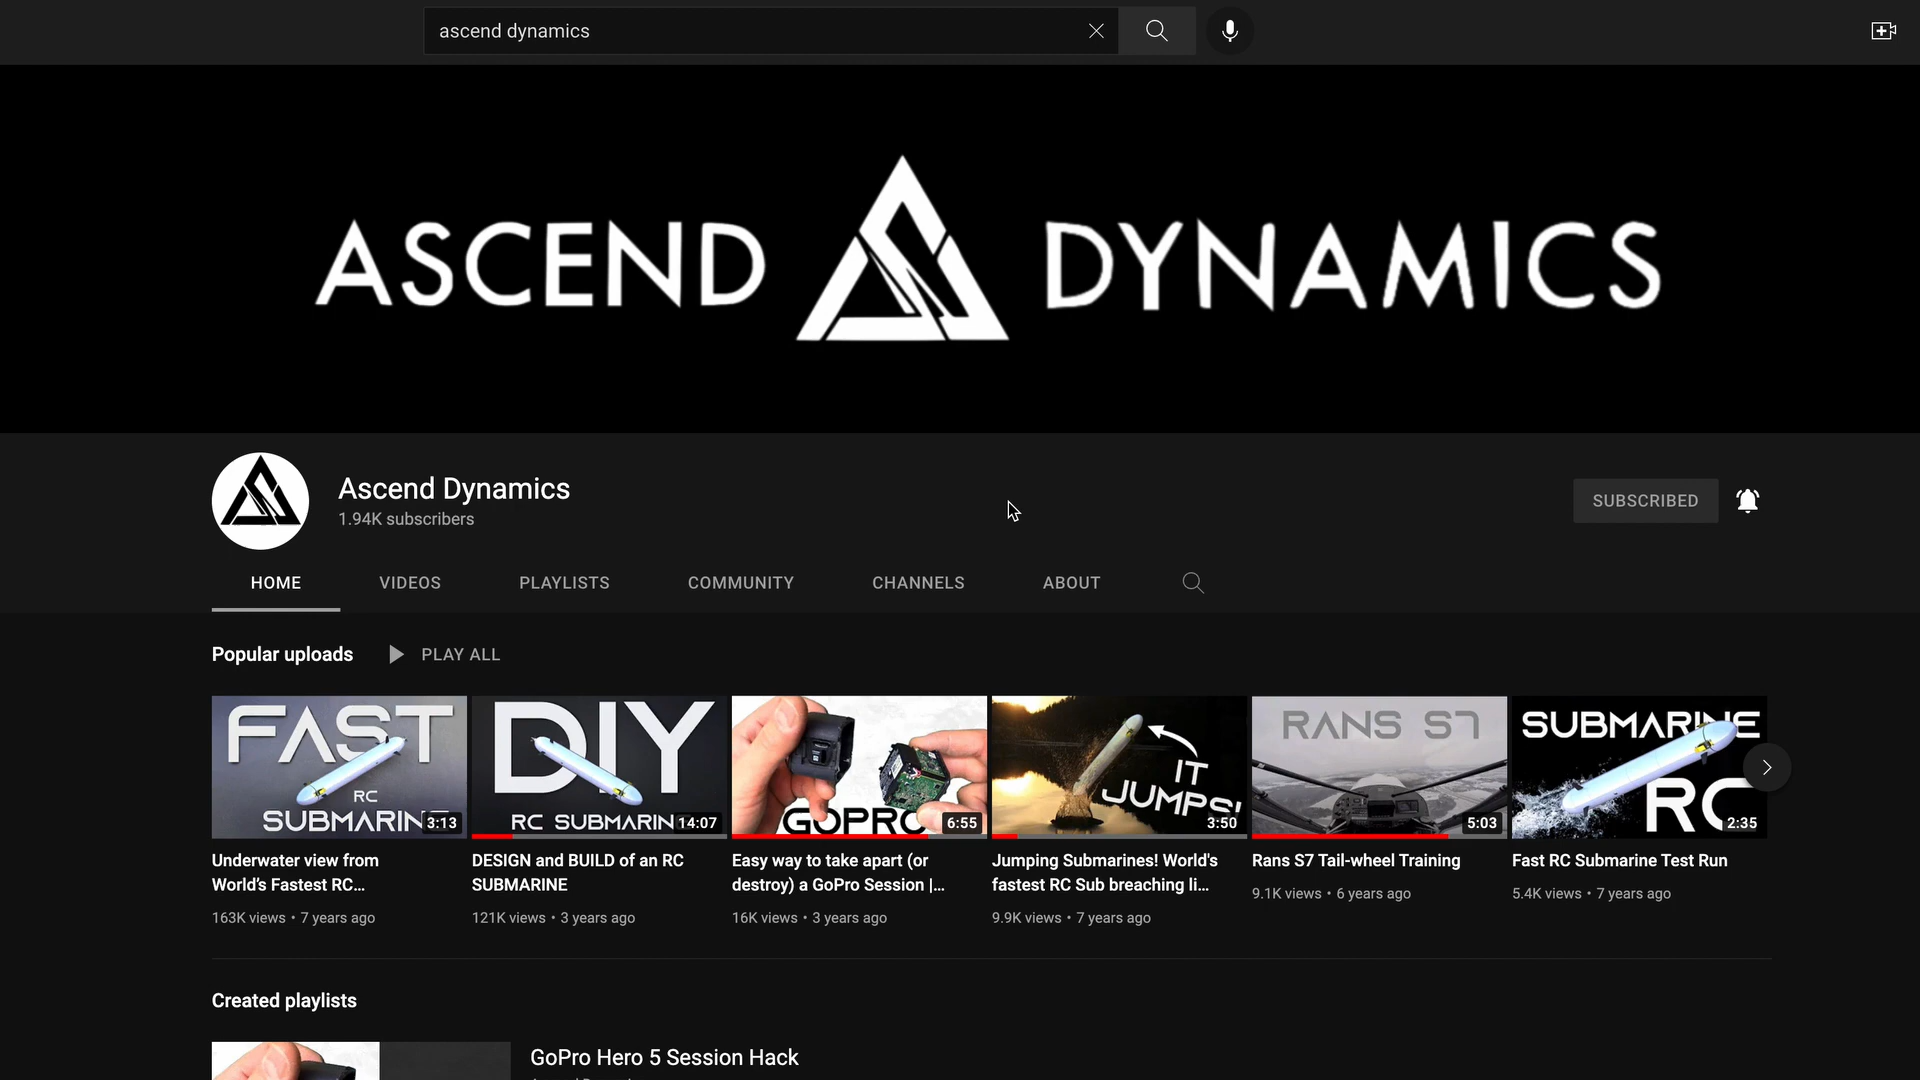 ascend dynamics
ASCEND DYNAMICS
Ascend Dynamics
1.94K subscribers
SUBSCRIBED
HOME VIDEOS PLAYLISTS COMMUNITY CHANNELS ABOUT
Popular uploads PLAY ALL
FAST
RC
SUBMARIN
3:13
DIY
RC SUBMARIN
14:07
GOPRO
6:55
IT
JUMPS!
3:50
RANS S7
5:03
SUBMARINE
RC
2:35
Underwater view from
World's Fastest RC...
163K views • 7 years ago
DESIGN and BUILD of an RC
SUBMARINE
121K views • 3 years ago
Easy way to take apart (or
destroy) a GoPro Session |...
16K views • 3 years ago
Jumping Submarines! World's
fastest RC Sub breaching li...
9.9K views • 7 years ago
Rans S7 Tail-wheel Training
9.1K views • 6 years ago
Fast RC Submarine Test Run
5.4K views • 7 years ago
Created playlists
GoPro Hero 5 Session Hack